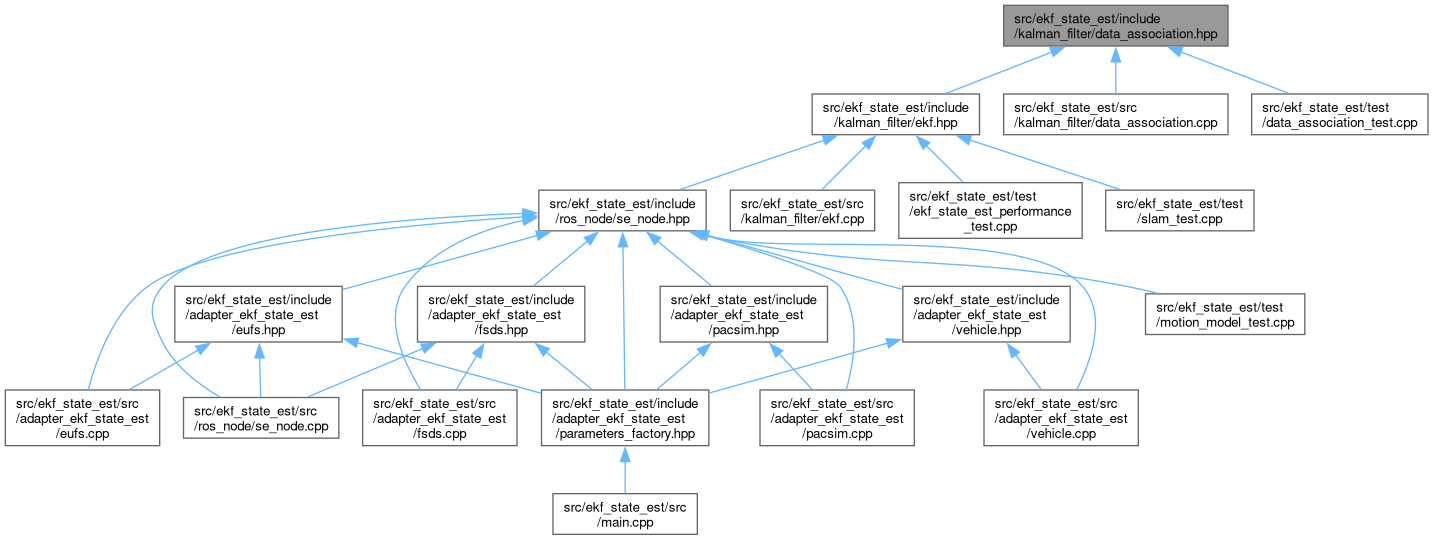 src/ekf_state_est/include
/kalman_filter/data_association.hpp
src/ekf_state_est/include
/kalman_filter/ekf.hpp
src/ekf_state_est/src
/kalman_filter/data_association.cpp
src/ekf_state_est/test
/data_association_test.cpp
src/ekf_state_est/include
/ros_node/se_node.hpp
src/ekf_state_est/src
/kalman_filter/ekf.cpp
src/ekf_state_est/test
/ekf_state_est_performance
_test.cpp
src/ekf_state_est/test
/slam_test.cpp
src/ekf_state_est/include
/adapter_ekf_state_est
/eufs.hpp
src/ekf_state_est/include
/adapter_ekf_state_est
/fsds.hpp
src/ekf_state_est/include
/adapter_ekf_state_est
/pacsim.hpp
src/ekf_state_est/include
/adapter_ekf_state_est
/vehicle.hpp
src/ekf_state_est/test
/motion_model_test.cpp
src/ekf_state_est/src
/adapter_ekf_state_est
/eufs.cpp
src/ekf_state_est/src
/ros_node/se_node.cpp
src/ekf_state_est/src
/adapter_ekf_state_est
/fsds.cpp
src/ekf_state_est/include
/adapter_ekf_state_est
/parameters_factory.hpp
src/ekf_state_est/src
/adapter_ekf_state_est
/pacsim.cpp
src/ekf_state_est/src
/adapter_ekf_state_est
/vehicle.cpp
src/ekf_state_est/src
/main.cpp